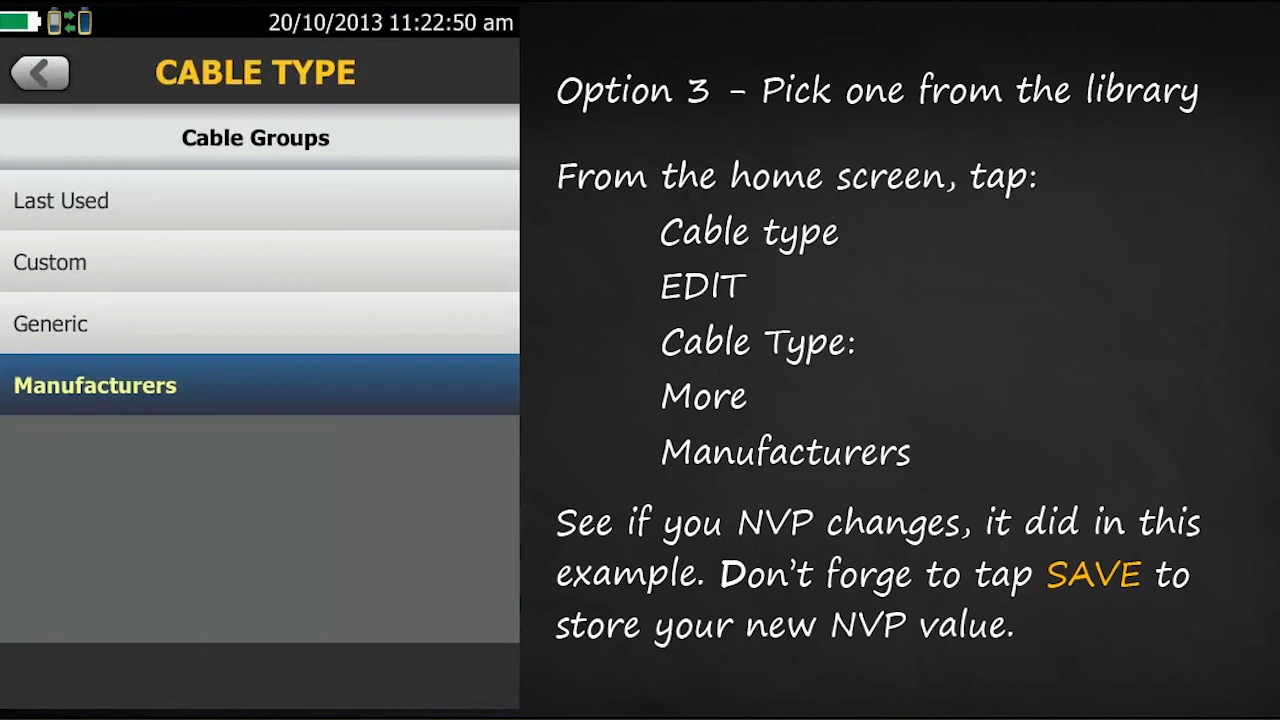 20/10/2013 11:22:50 am
CABLE TYPE
Cable Groups
Last Used
Custom
Generic
Manufacturers
Option 3 - Pick one from the library
From the home screen, tap:
Cable type
EDIT
Cable Type:
More
Manufacturers
See if you NVP changes, it did in this
example. Don't forge to tap SAVE to
store your new NVP value.